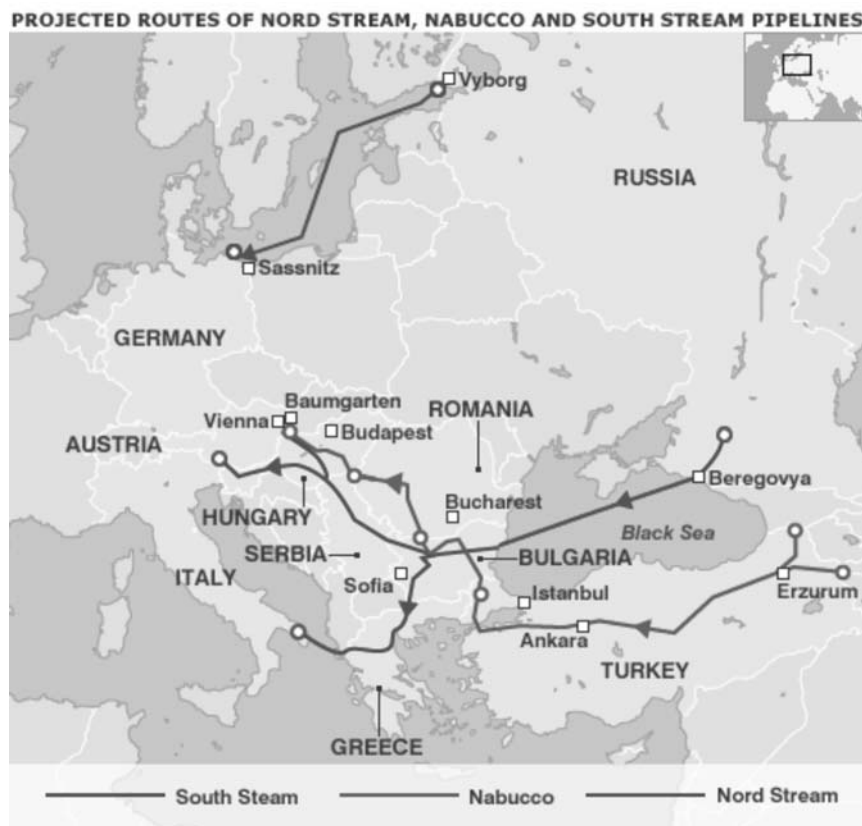 PROJECTED ROUTES OF NORD STREAM, NABUCCO AND SOUTH STREAM PIPELINES
Vyborg
RUSSIA
Sassnitz
GERMANY
Baumgarten
Vienna
ROMANIA
Budapest
AUSTRIA
Beregovya
HUNGARY
Bucharest
Black Sea
SERBIA
BULGARIA
ITALY
Sofia
Istanbul
Erzurum
Ankara
TURKEY
GREECE
South Steam
Nabucco
Nord Stream